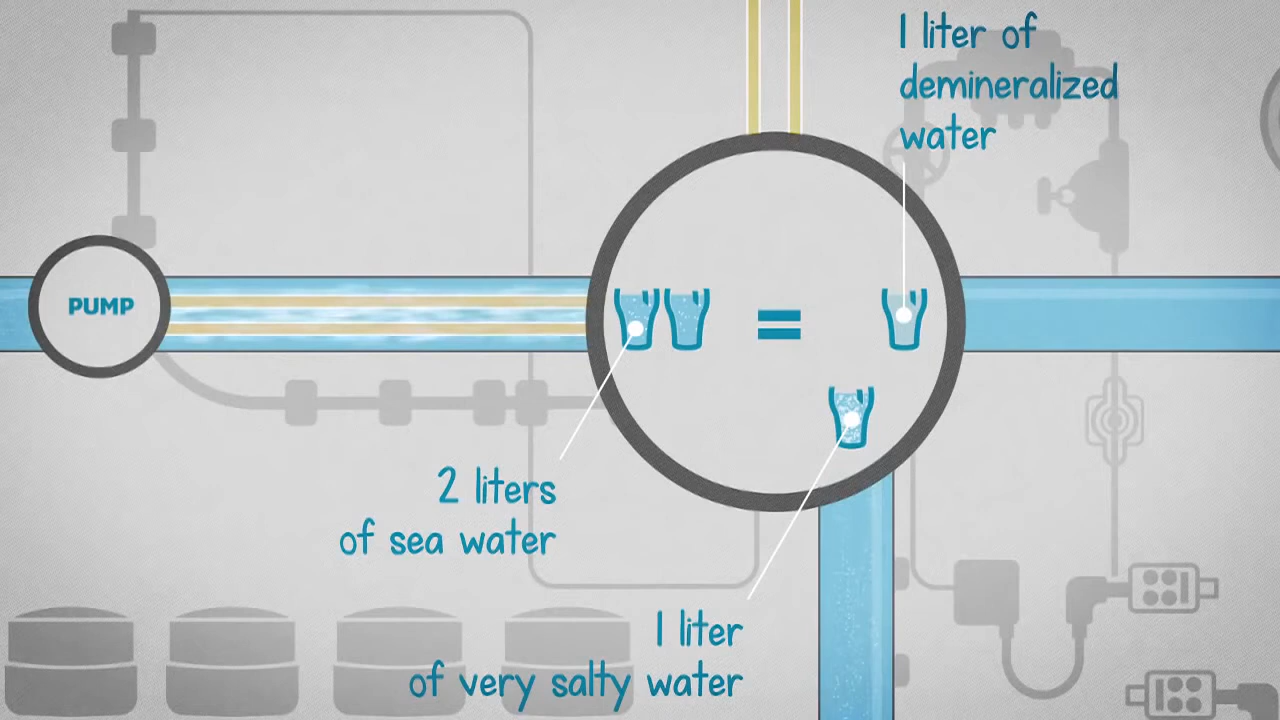 1 liter of
demineralized
water
PUMP
=
2 liters
of sea water
1 liter
of very salty water